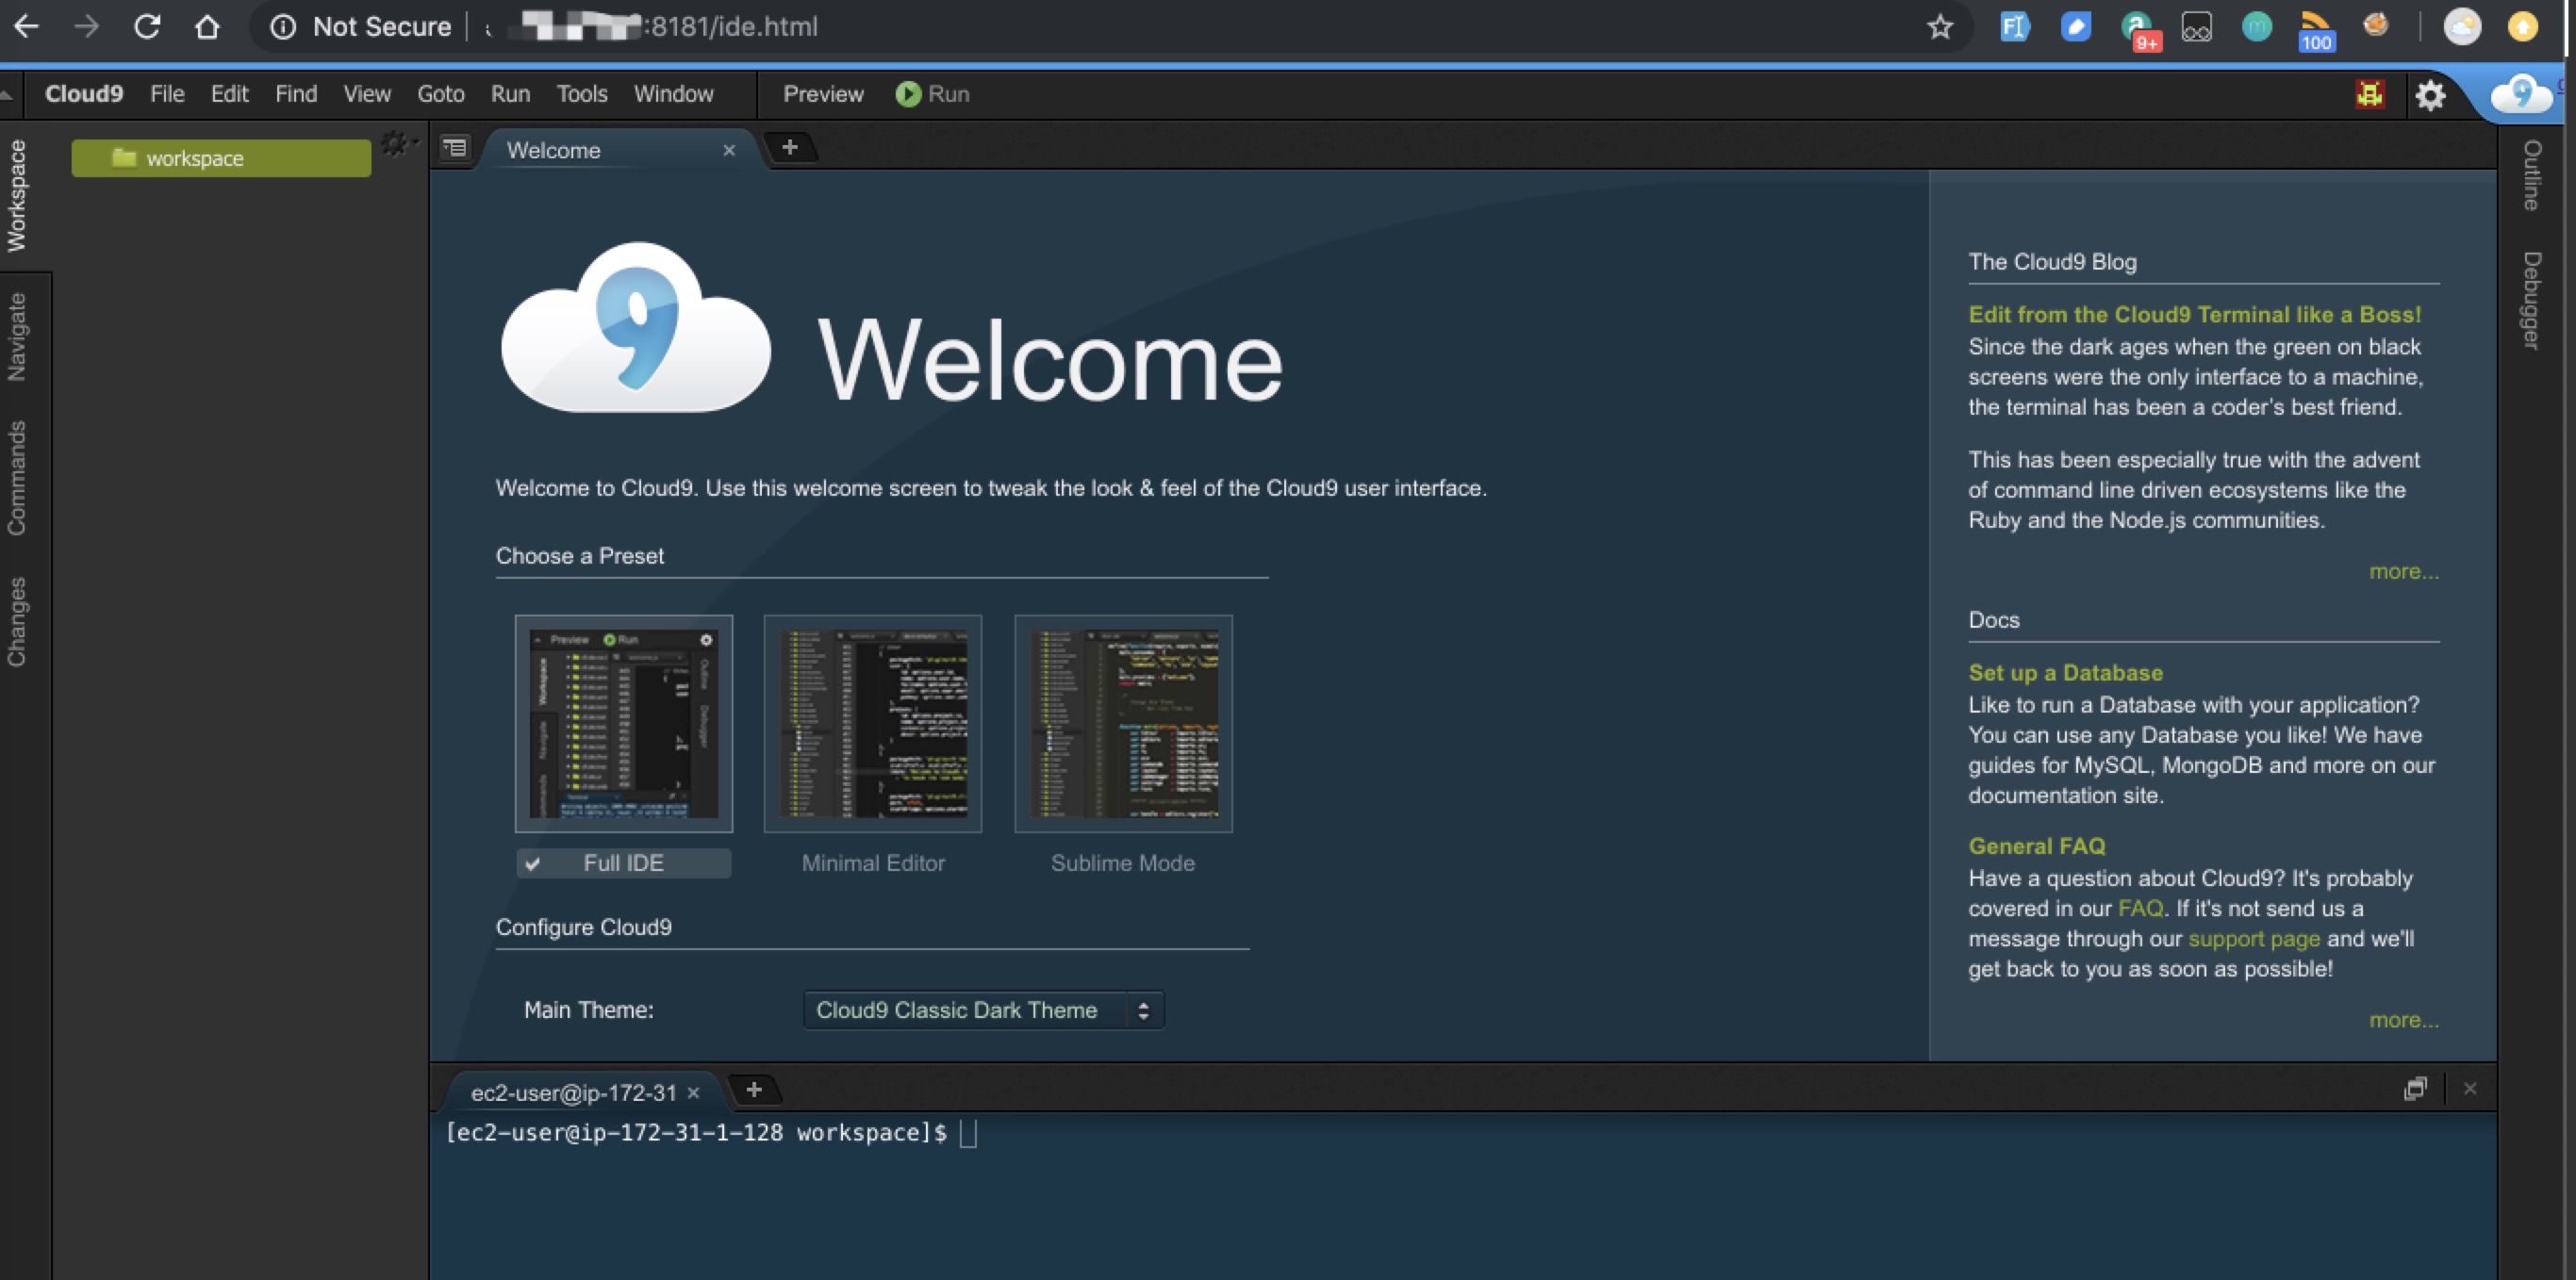 Not Secure
:8181/ide.html
9+
100
Cloud9 File Edit Find View Goto Run Tools Window Preview Run
9
Workspace
Navigate
Commands
Changes
workspace
Welcome
Outline
Debugger
9
Welcome
Welcome to Cloud9. Use this welcome screen to tweak the look & feel of the Cloud9 user interface.
Choose a Preset
Preview Run
Workspace
Navigate
Outline
Debugger
Full IDE
Minimal Editor
Sublime Mode
Configure Cloud9
Main Theme:
Cloud9 Classic Dark Theme
The Cloud9 Blog
Edit from the Cloud9 Terminal like a Boss!
Since the dark ages when the green on black
screens were the only interface to a machine,
the terminal has been a coder's best friend.
This has been especially true with the advent
of command line driven ecosystems like the
Ruby and the Node.js communities.
more...
Docs
Set up a Database
Like to run a Database with your application?
You can use any Database you like! We have
guides for MySQL, MongoDB and more on our
documentation site.
General FAQ
Have a question about Cloud9? It's probably
covered in our FAQ. If it's not send us a
message through our support page and we'll
get back to you as soon as possible!
more...
ec2-user@ip-172-31
[ec2-user@ip-172-31-1-128 workspace]$